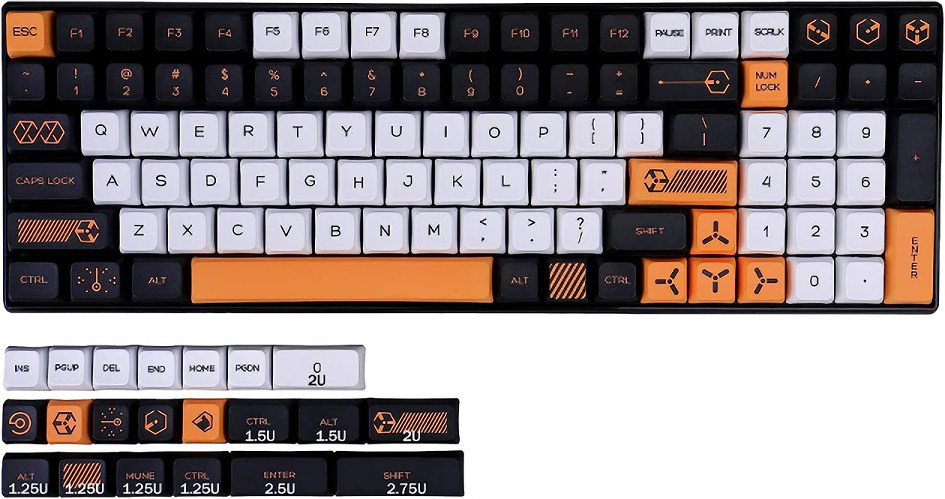 ESC F1 F2 F3 F4 F5 F6 F7 F8 F9 F10 F11 F12 PAUSE PRNT SCRLK
~ ! @ # $ % ^ & * ( ) _ + NUM
` 1 2 3 4 5 6 7 8 9 0 - = LOCK / * -
Q W E R T Y U I O P { } | 7 8 9
[ ] \ +
CAPS LOCK A S D F G H J K L : " 4 5 6
; '
Z X C V B N M < > ? SHIFT 1 2 3
, . /
CTRL ALT ALT CTRL 0 . ENTER
INS PGUP DEL END HOME PGDN 0
2U
CTRL ALT
1.5U 1.5U 2U
ALT MUNE CTRL ENTER SHIFT
1.25U 1.25U 1.25U 1.25U 2.5U 2.75U